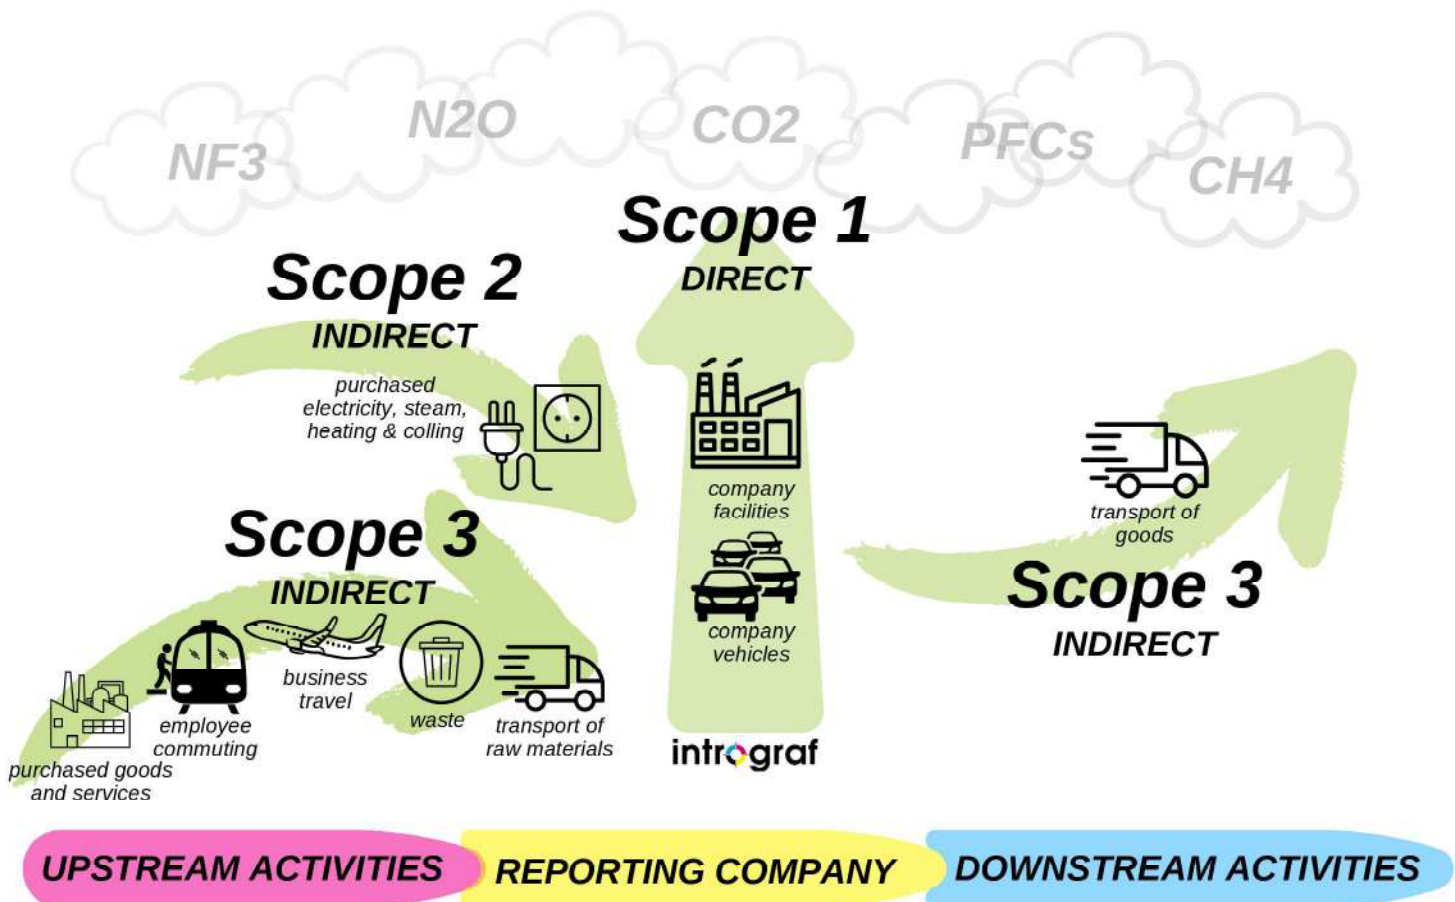 NF3
N2O
CO2
PFCs
CH4
Scope 1
DIRECT
Scope 2
INDIRECT
purchased
electricity, steam,
heating & colling
company
facilities
company
vehicles
introgra​f
transport of
goods
Scope 3
INDIRECT
Scope 3
INDIRECT
business
travel
waste
employee
commuting
transport of
raw materials
purchased goods
and services
UPSTREAM ACTIVITIES
REPORTING COMPANY
DOWNSTREAM ACTIVITIES